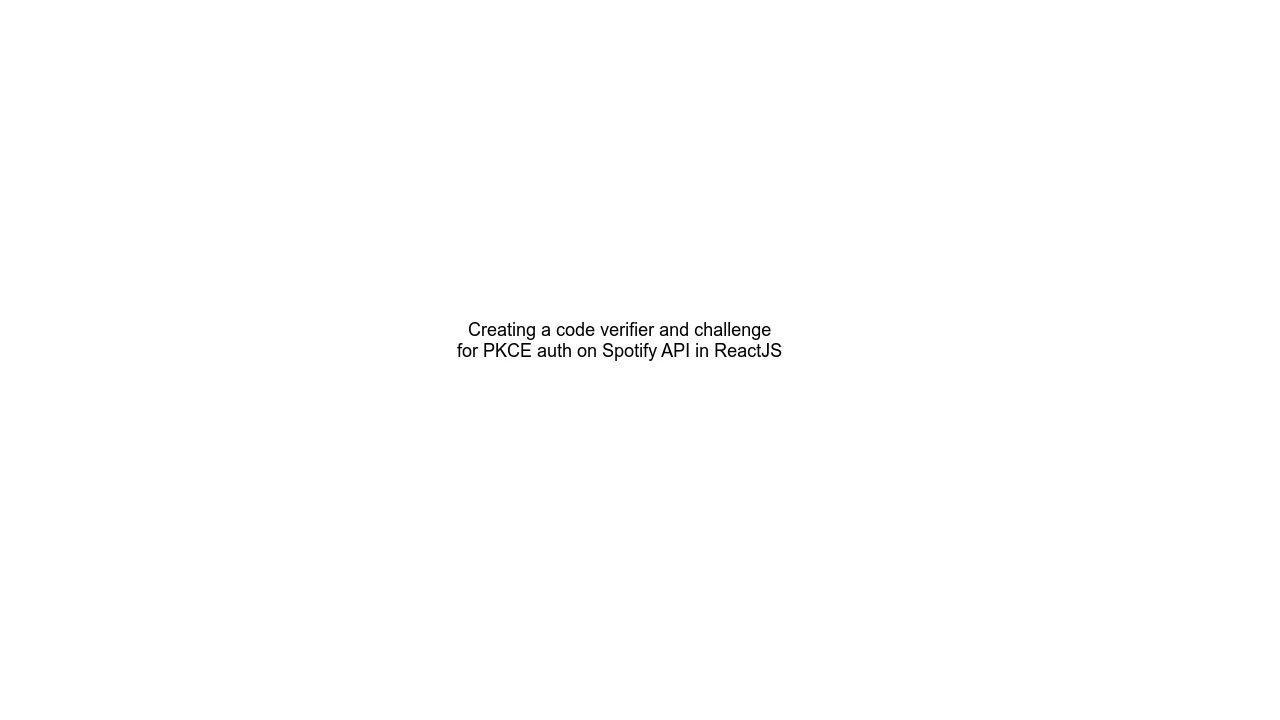 Creating a code verifier and challenge
for PKCE auth on Spotify API in ReactJS